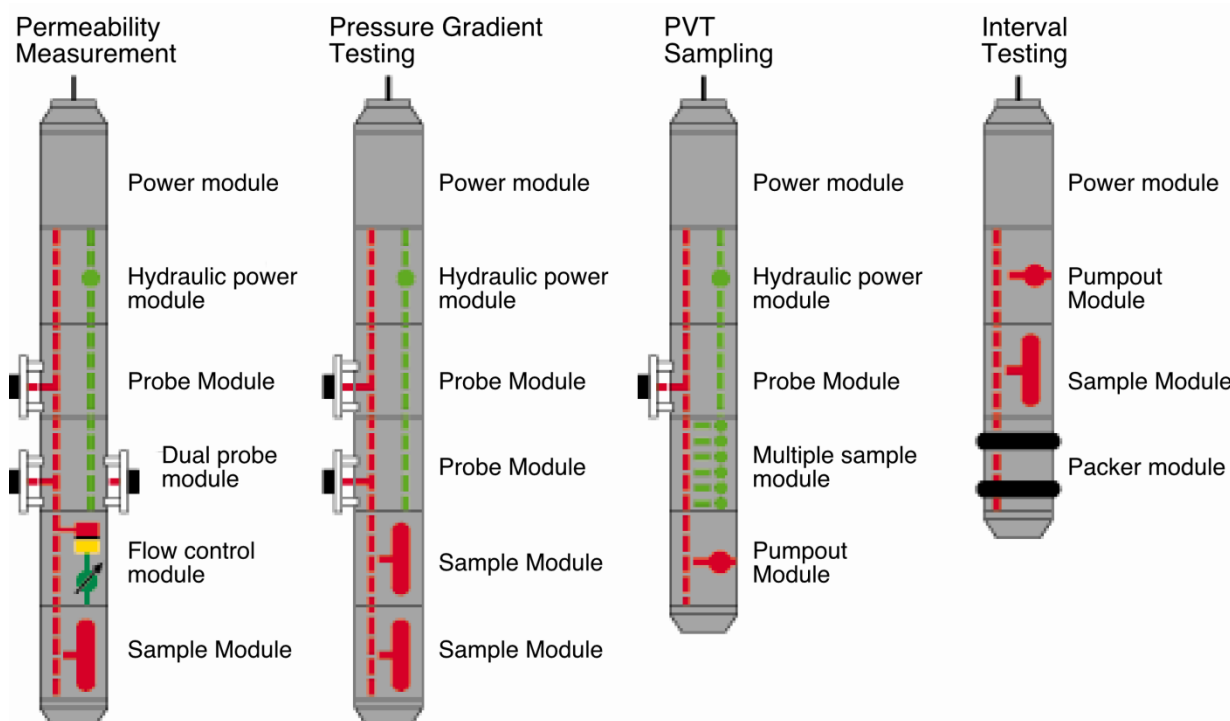 Permeability
Measurement
Power module
Hydraulic power
module
Probe Module
Dual probe
module
Flow control
module
Sample Module
Pressure Gradient
Testing
Power module
Hydraulic power
module
Probe Module
Probe Module
Sample Module
Sample Module
PVT
Sampling
Power module
Hydraulic power
module
Probe Module
Multiple sample
module
Pumpout
Module
Interval
Testing
Power module
Pumpout
Module
Sample Module
Packer module